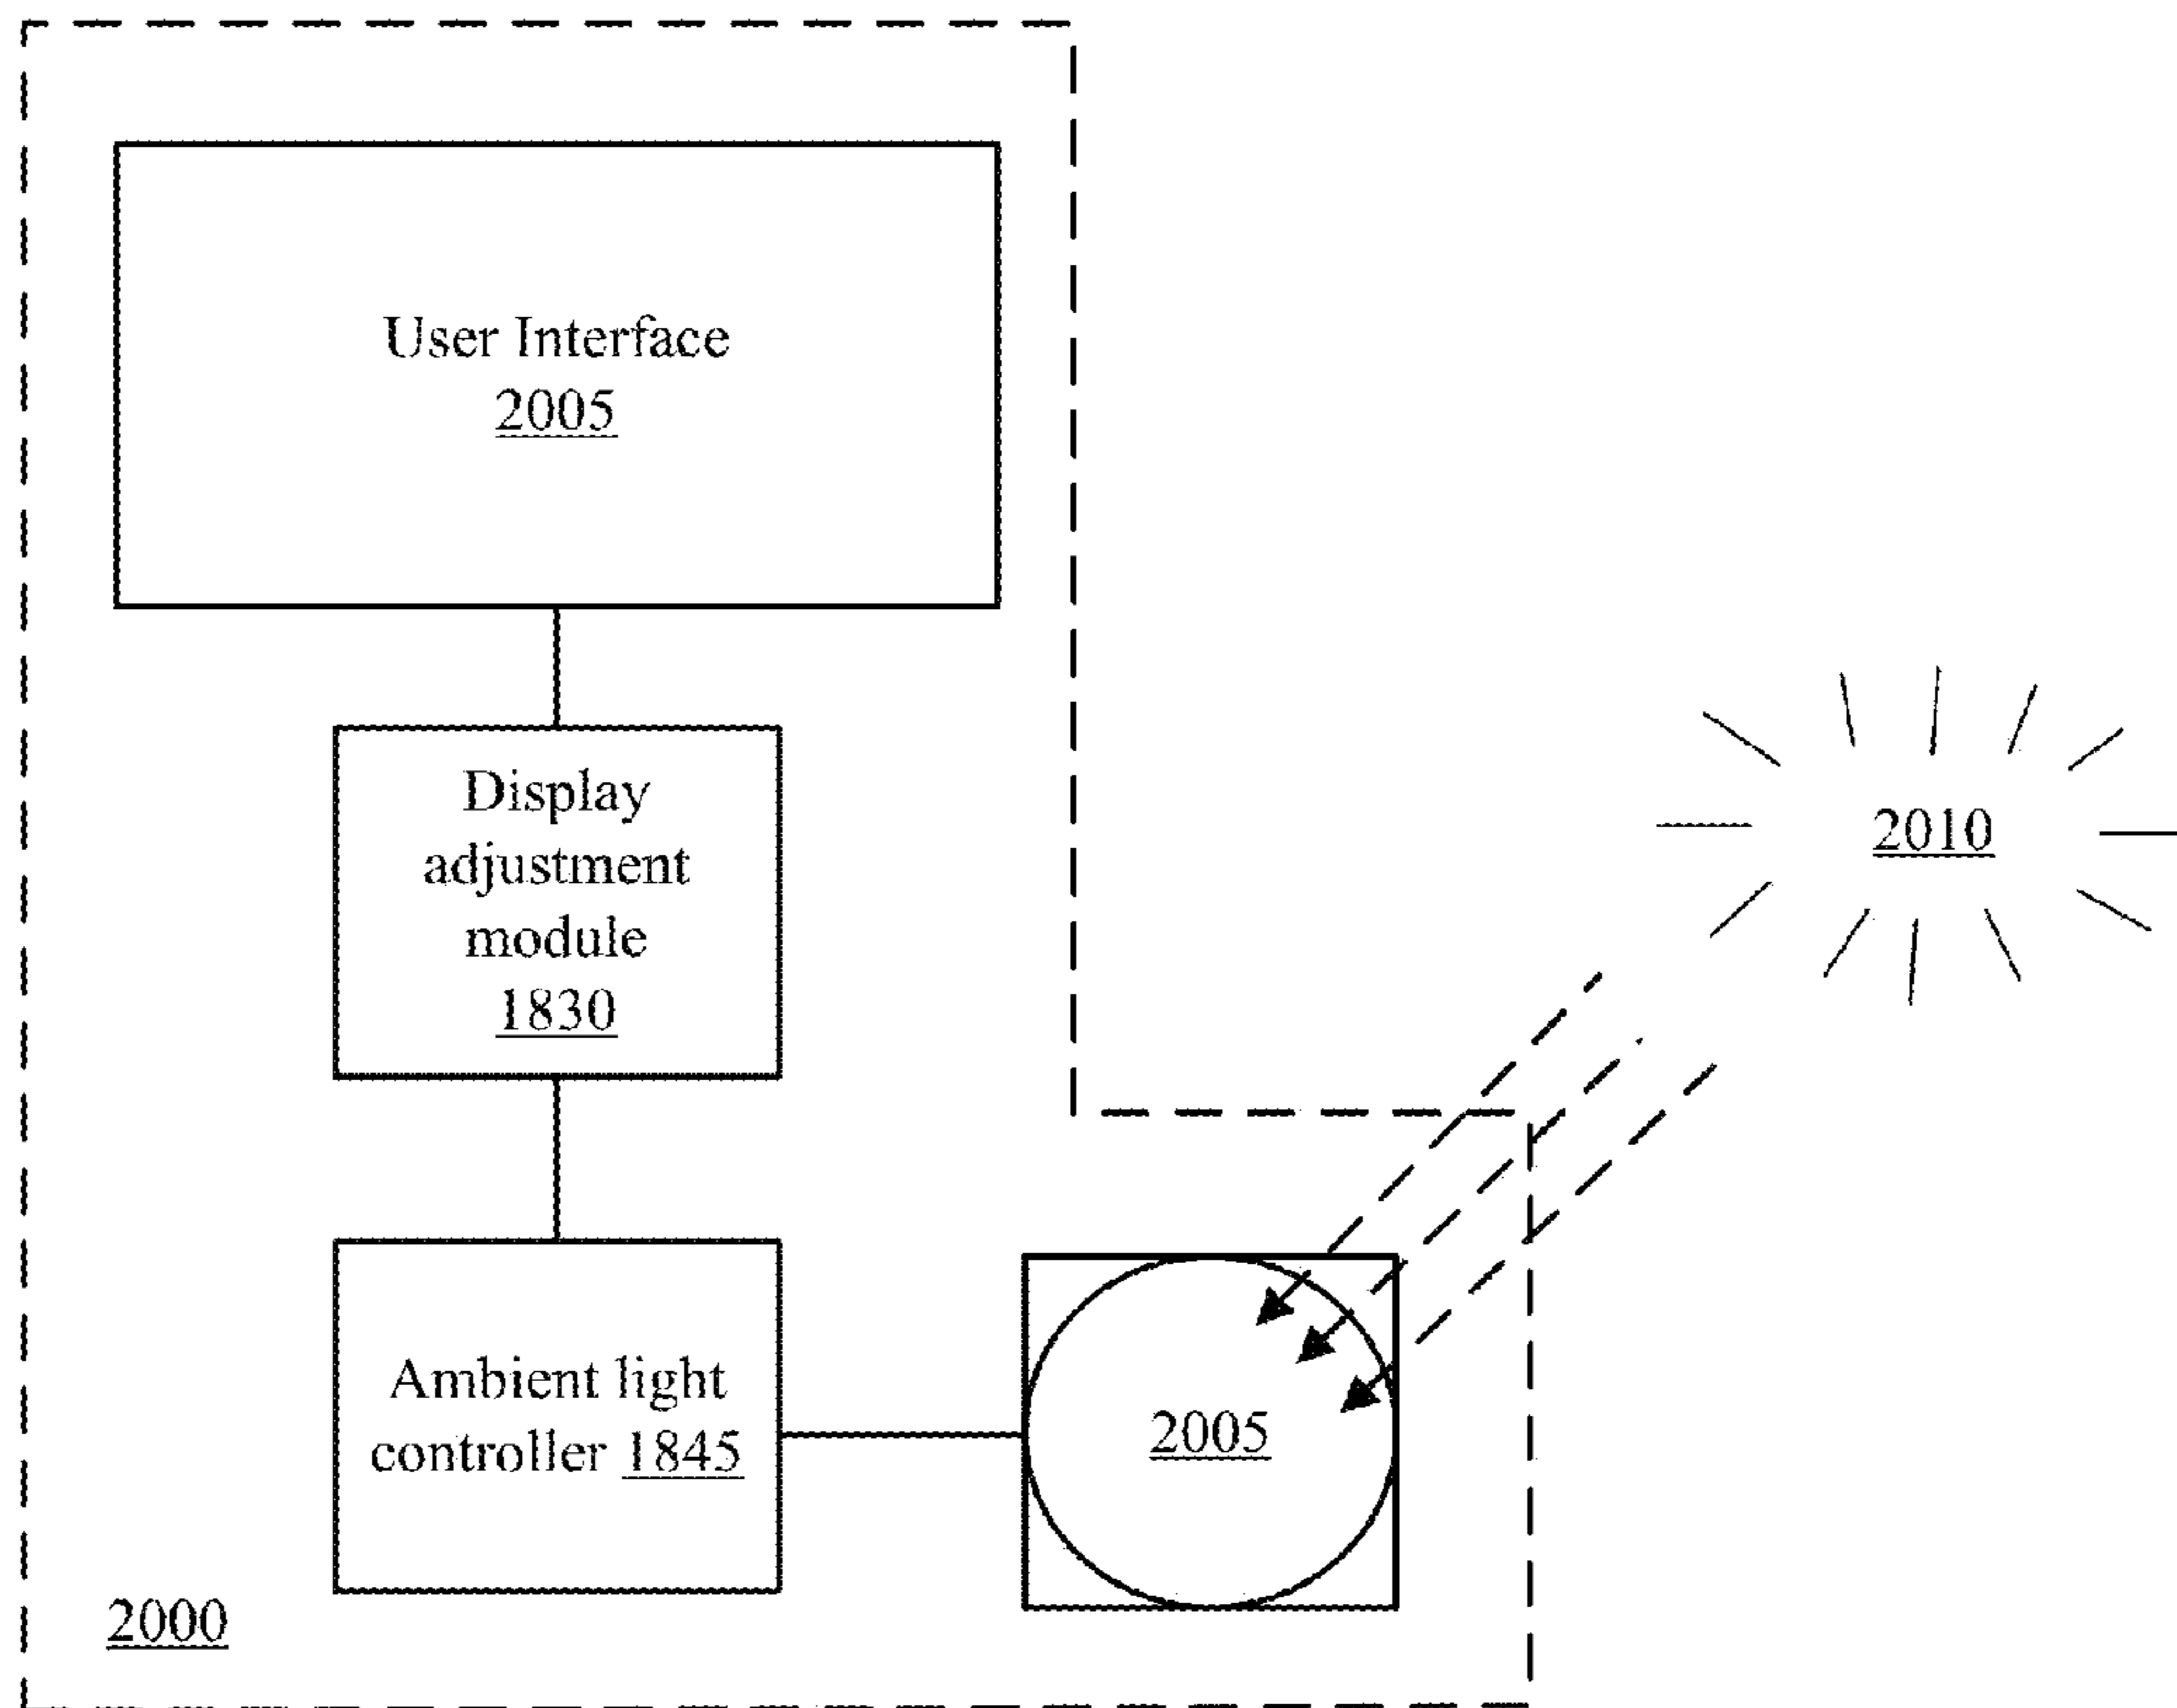 User Interface
2005
Display
adjustment
module
1830
2010
Ambient light
controller 1845
2005
2000